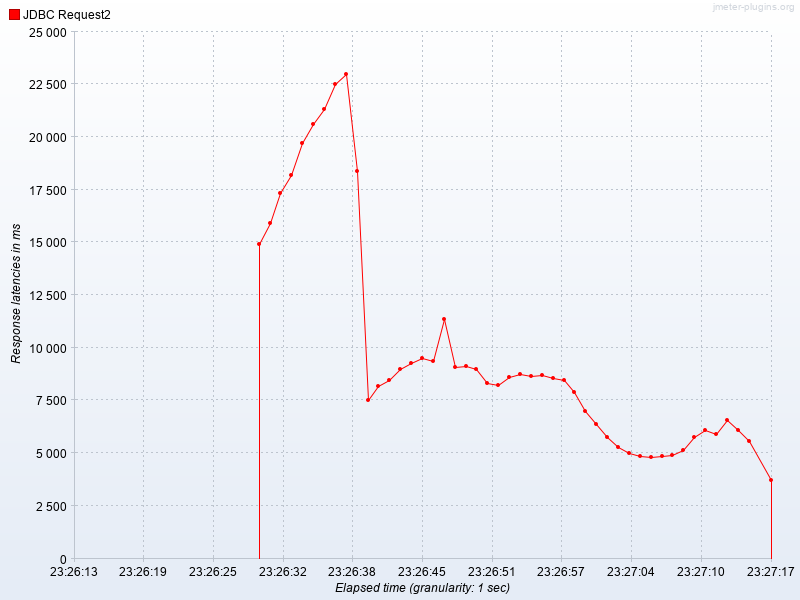 jmeter-plugins.org
JDBC Request2
25 000
22 500
20 000
17 500
15 000
12 500
10 000
7 500
5 000
2 500
0
Response latencies in ms
23:26:13 23:26:19 23:26:25 23:26:32 23:26:38 23:26:45 23:26:51 23:26:57 23:27:04 23:27:10 23:27:17
Elapsed time (granularity: 1 sec)